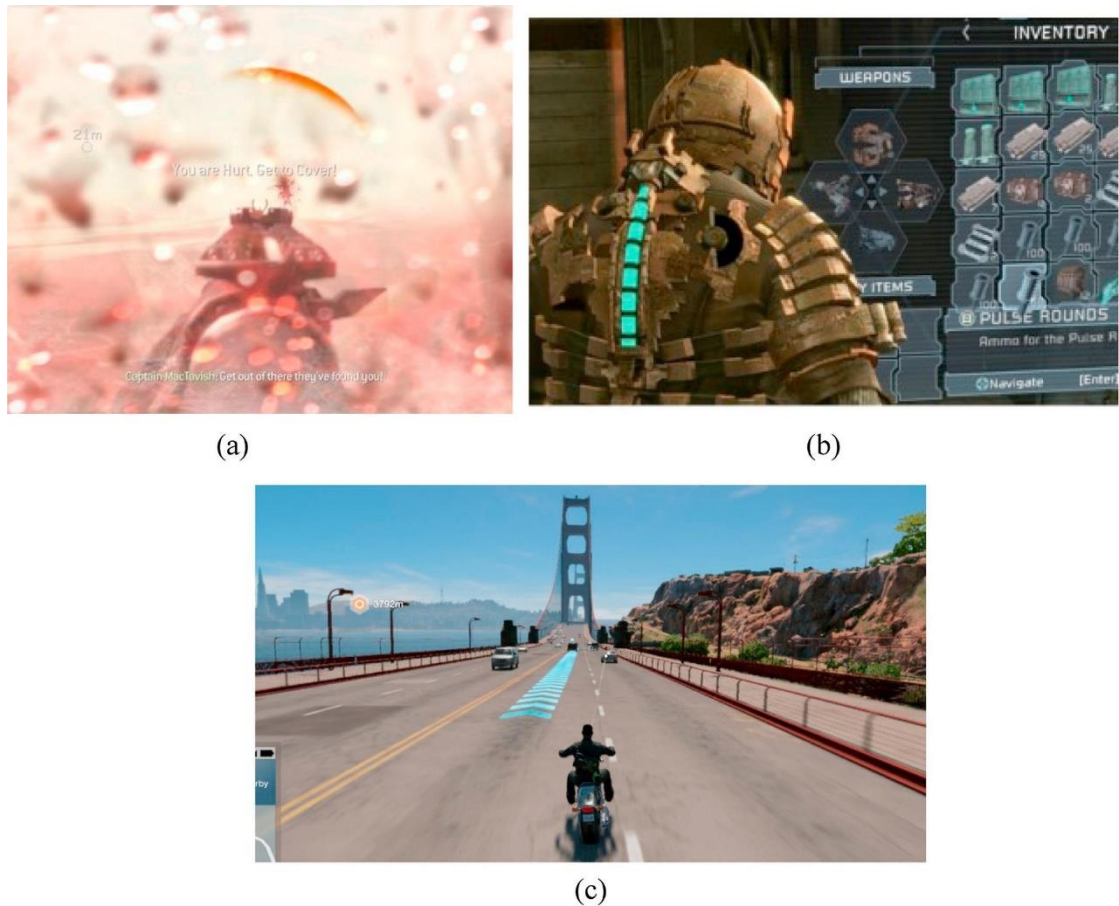 21m
You are Hurt. Get to Cover!
Captain MacTavish: Get out of there they've found you!
(a)
INVENTORY
WEAPONS
25
25
100
100
Y ITEMS
PULSE ROUNDS
Ammo for the Pulse R
Navigate [Enter]
(b)
3792m
rby
(c)